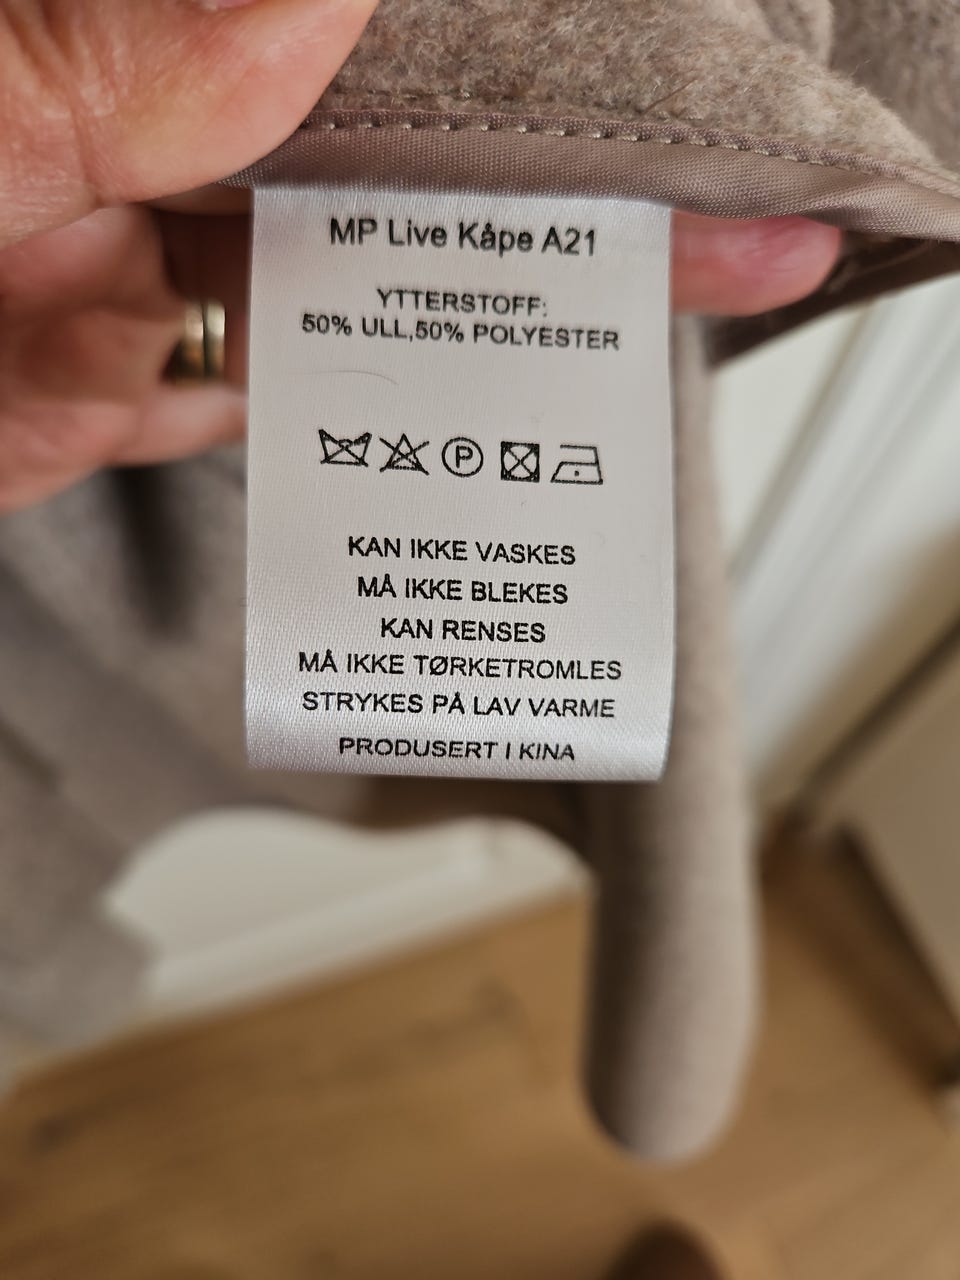 MP Live Kåpe A21
YTTERSTOFF:
50% ULL,50% POLYESTER
P
KAN IKKE VASKES
MÅ IKKE BLEKES
KAN RENSES
MÅ IKKE TØRKETROMLES
STRYKES PÅ LAV VARME
PRODUSERT I KINA